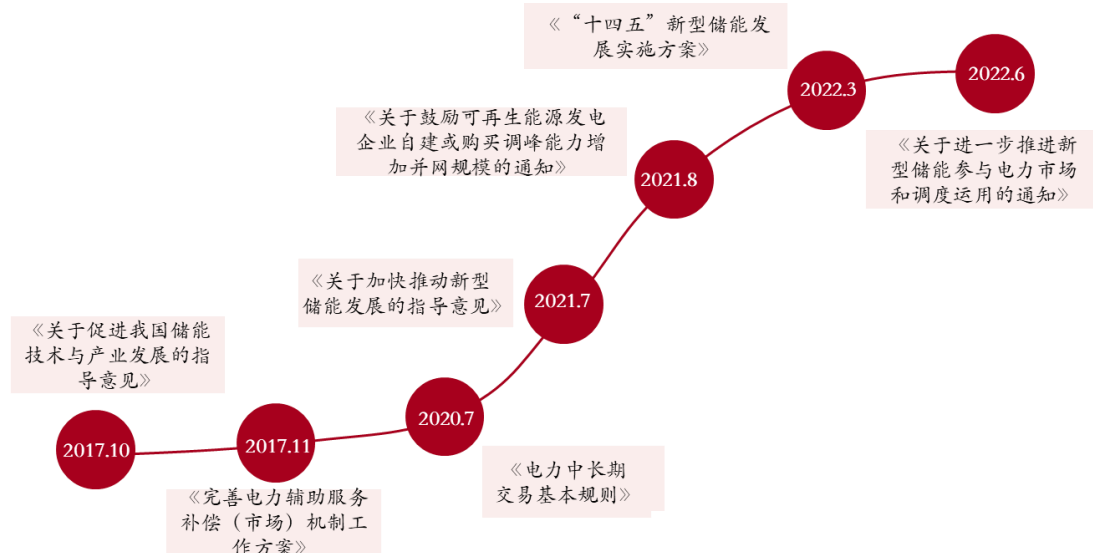 《“十四五”新型储能发
展实施方案》
2022.3
2022.6
《关于鼓励可再生能源发电
企业自建或购买调峰能力增
加并网规模的通知》
2021.8
《关于进一步推进新
型储能参与电力市场
和调度运用的通知》
《关于加快推动新型
储能发展的指导意见》
2021.7
《关于促进我国储能
技术与产业发展的指
导意见》
2017.10
2017.11
2020.7
《完善电力辅助服务
补偿（市场）机制工
作方案》
《电力中长期
交易基本规则》